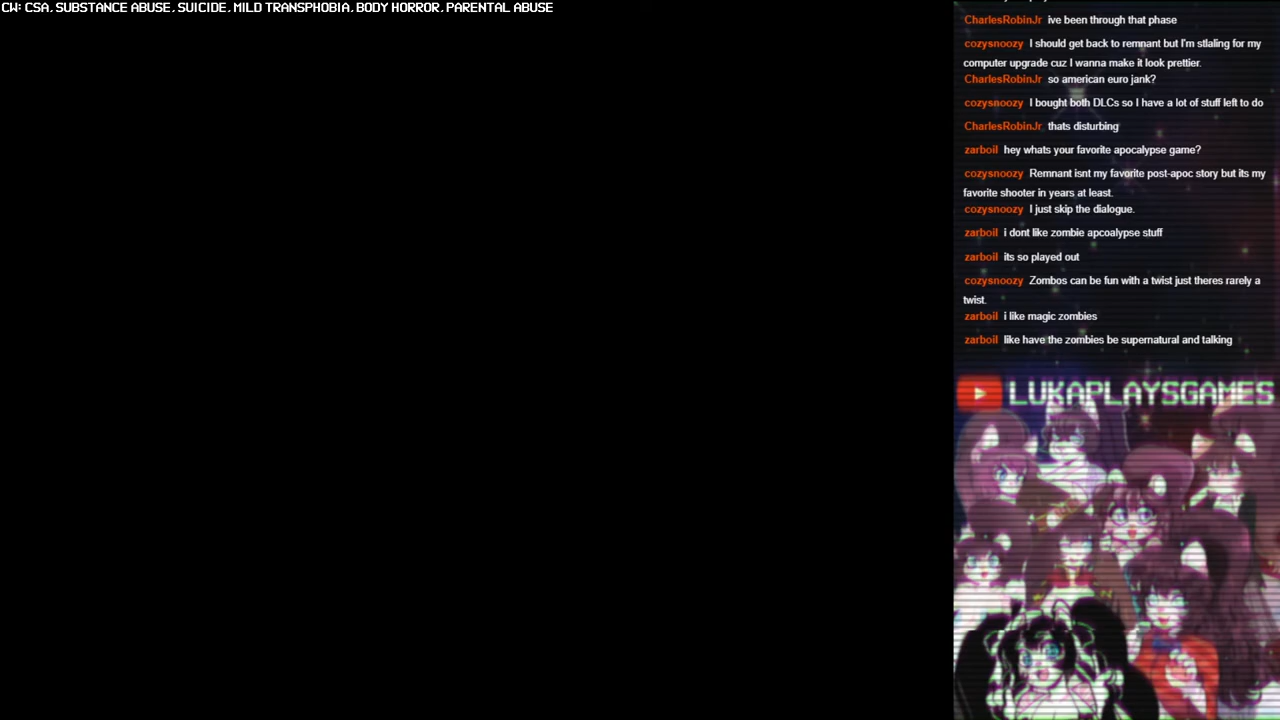 CW: CSA, SUBSTANCE ABUSE, SUICIDE, MILD TRANSPHOBIA, BODY HORROR, PARENTAL ABUSE
CharlesRobinJr ive been through that phase
cozysnoozy I should get back to remnant but I'm stlaling for my
computer upgrade cuz I wanna make it look prettier.
CharlesRobinJr so american euro jank?
cozysnoozy I bought both DLCs so I have a lot of stuff left to do
CharlesRobinJr thats disturbing
zarboil hey whats your favorite apocalypse game?
cozysnoozy Remnant isnt my favorite post-apoc story but its my
favorite shooter in years at least.
cozysnoozy I just skip the dialogue.
zarboil i dont like zombie apcoalypse stuff
zarboil its so played out
cozysnoozy Zombos can be fun with a twist just theres rarely a
twist.
zarboil i like magic zombies
zarboil like have the zombies be supernatural and talking
LUKAPLAYSGAMES